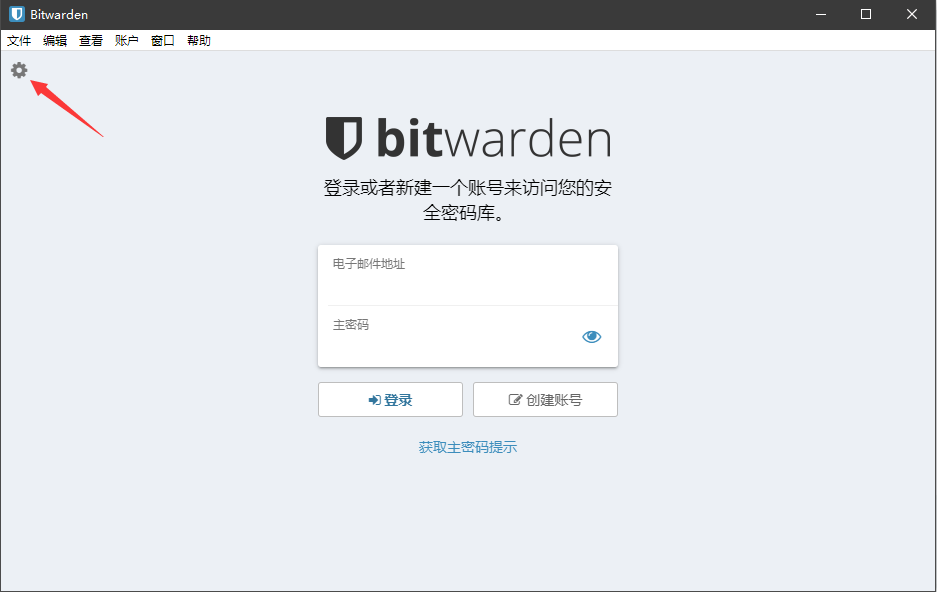 Bitwarden
文件 编辑 查看 账户 窗口 帮助
bitwarden
登录或者新建一个账号来访问您的安
全密码库。
电子邮件地址
主密码
登录 创建账号
获取主密码提示